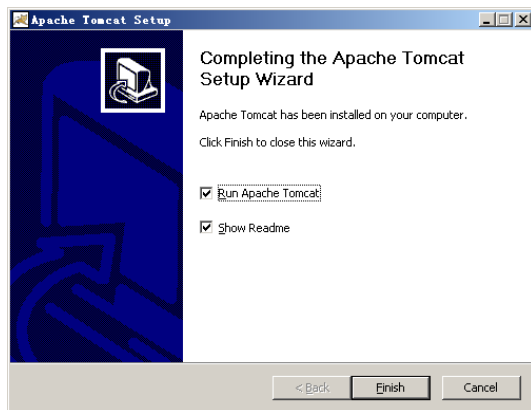 Apache Tomcat Setup
Completing the Apache Tomcat
Setup Wizard
Apache Tomcat has been installed on your computer.
Click Finish to close this wizard.
Run Apache Tomcat
Show Readme
< Back
Finish
Cancel